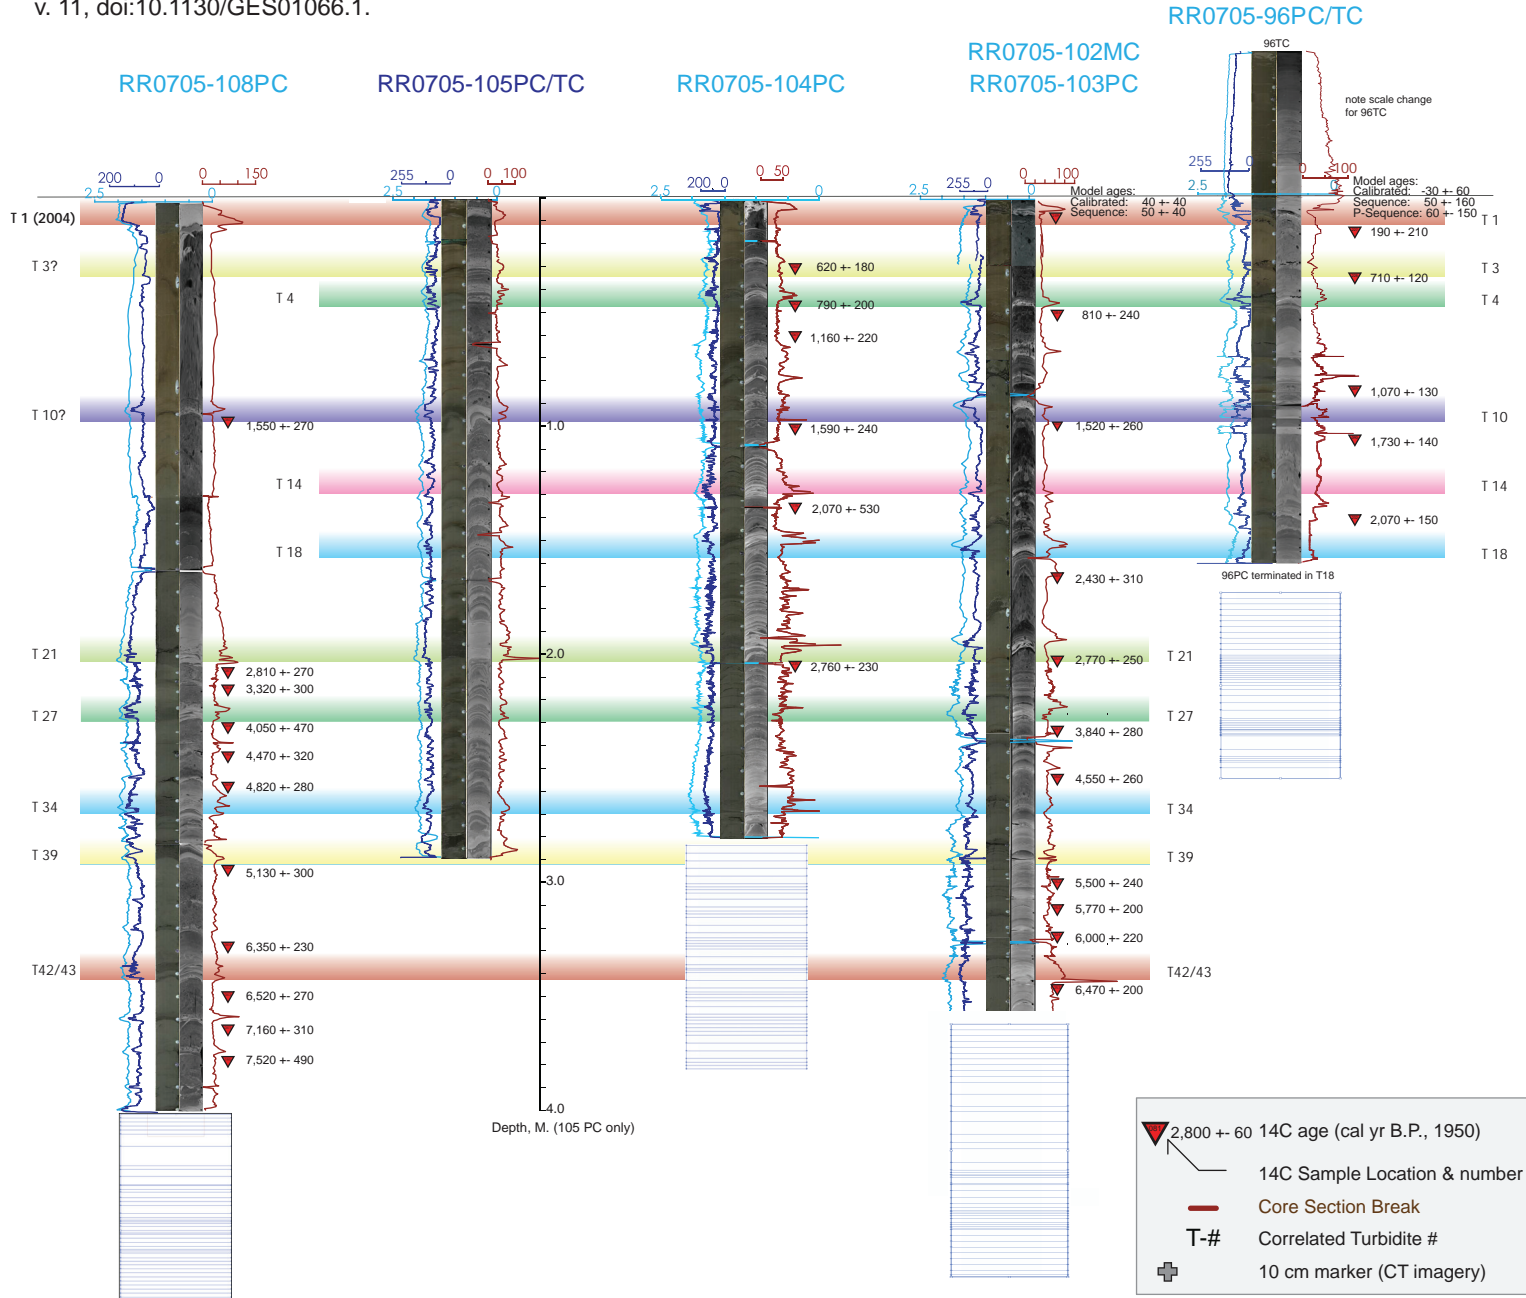 v. 11, doi:10.1130/GES01066.1.
RR0705-96PC/TC
96TC
RR0705-102MC
RR0705-108PC
RR0705-105PC/TC
RR0705-104PC
RR0705-103PC
note scale change
for 96TC
200 0 0 150
2.5 0
255 0 0 100
2.5 0
200 0 0 50
2.5 0
255 0 0 100
2.5 0
255 0 0 100
2.5 0
Model ages:
Calibrated: 40 +- 40
Sequence: 50 +- 40
Model ages:
Calibrated: -30 +- 60
Sequence: 50 +- 160
P-Sequence: 60 +- 150
T 1 (2004)
T 1
190 +- 210
T 3?
620 +- 180
T 3
710 +- 120
T 4
790 +- 200
810 +- 240
T 4
1,160 +- 220
1,070 +- 130
T 10?
1,550 +- 270
1.0
1,590 +- 240
1,520 +- 260
T 10
1,730 +- 140
T 14
T 14
2,070 +- 530
2,070 +- 150
T 18
T 18
2,430 +- 310
96PC terminated in T18
T 21
2.0
2,760 +- 230
2,770 +- 250
T 21
2,810 +- 270
3,320 +- 300
T 27
T 27
4,050 +- 470
3,840 +- 280
4,470 +- 320
4,550 +- 260
4,820 +- 280
T 34
T 34
T 39
T 39
5,130 +- 300
3.0
5,500 +- 240
5,770 +- 200
6,000 +- 220
6,350 +- 230
T42/43
T42/43
6,520 +- 270
6,470 +- 200
7,160 +- 310
7,520 +- 490
4.0
Depth, M. (105 PC only)
2,800 +- 60 14C age (cal yr B.P., 1950)
14C Sample Location & number
Core Section Break
T-# Correlated Turbidite #
10 cm marker (CT imagery)